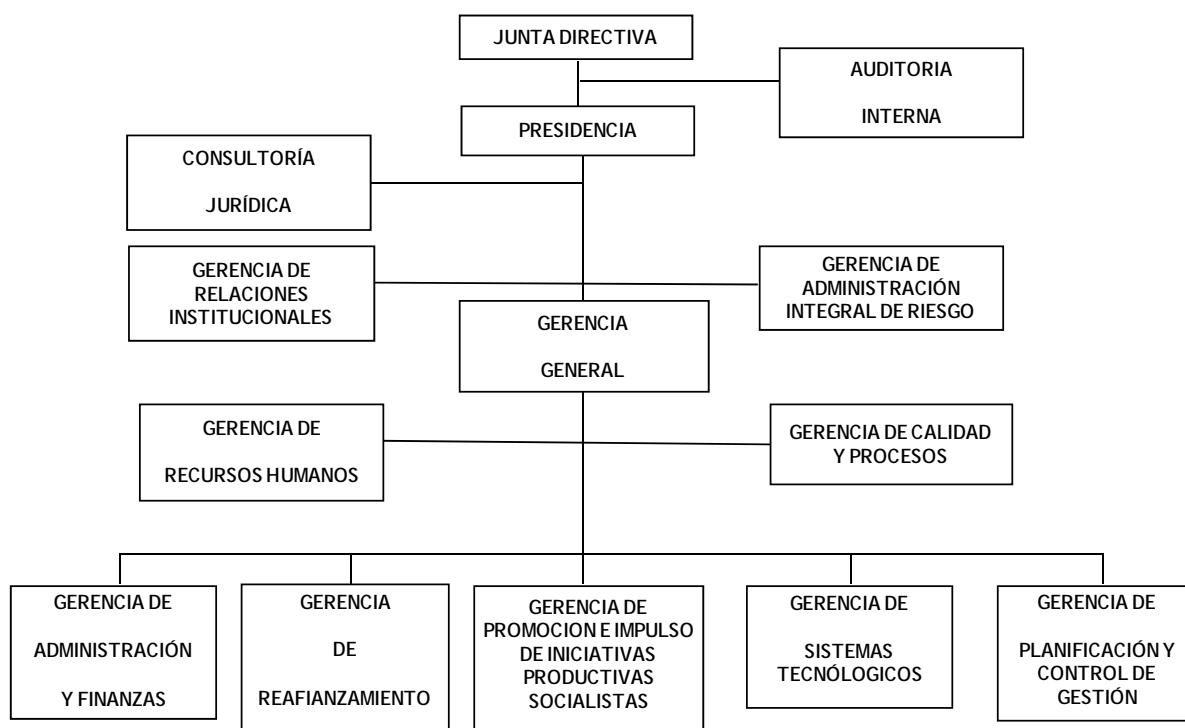 JUNTA DIRECTIVA
AUDITORIA
INTERNA
PRESIDENCIA
CONSULTORÍA
JURÍDICA
GERENCIA DE
RELACIONES
INSTITUCIONALES
GERENCIA DE
ADMINISTRACIÓN
INTEGRAL DE RIESGO
GERENCIA
GENERAL
GERENCIA DE
RECURSOS HUMANOS
GERENCIA DE CALIDAD
Y PROCESOS
GERENCIA DE
ADMINISTRACIÓN
Y FINANZAS
GERENCIA
DE
REAFIANZAMIENTO
GERENCIA DE
PROMOCION E IMPULSO
DE INICIATIVAS
PRODUCTIVAS
SOCIALISTAS
GERENCIA DE
SISTEMAS
TECNÓLOGICOS
GERENCIA DE
PLANIFICACIÓN Y
CONTROL DE
GESTIÓN